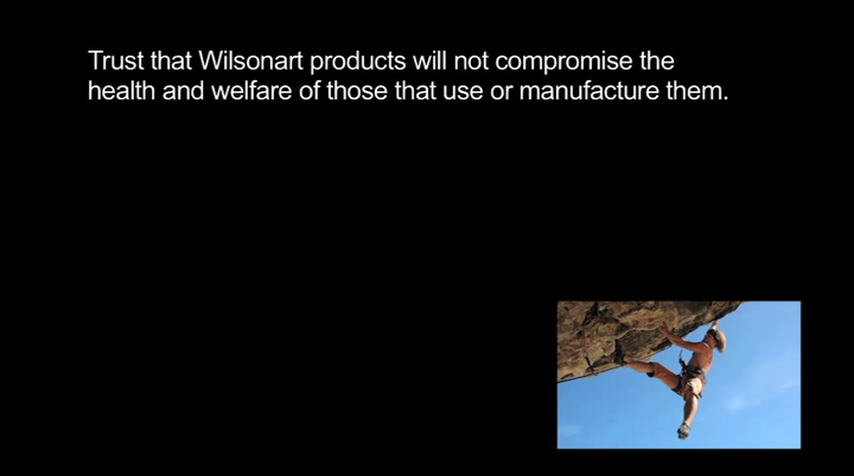 Trust that Wilsonart products will not compromise the
health and welfare of those that use or manufacture them.